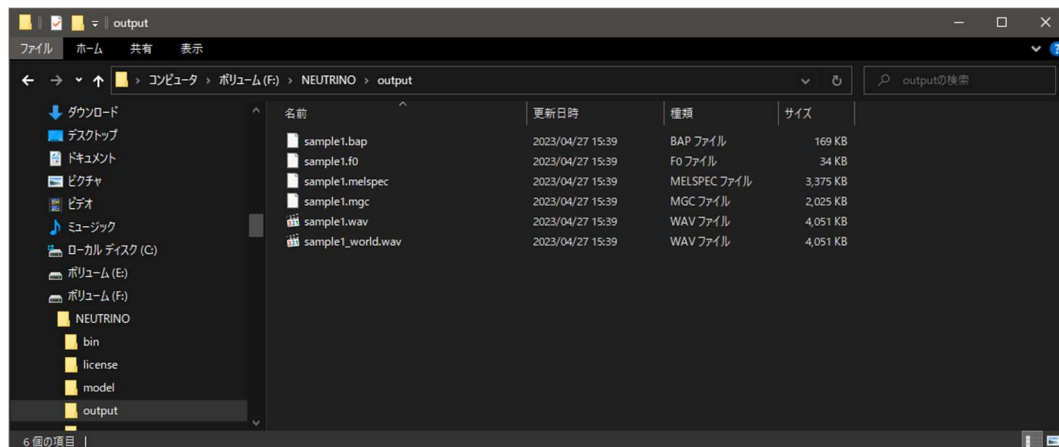 output
ファイル ホーム 共有 表示
コンピュータ › ボリューム (F:) › NEUTRINO › output
outputの検索
ダウンロード
デスクトップ
ドキュメント
ピクチャ
ビデオ
ミュージック
ローカル ディスク (C:)
ボリューム (E:)
ボリューム (F:)
NEUTRINO
bin
license
model
output
名前 更新日時 種類 サイズ
sample1.bap 2023/04/27 15:39 BAP ファイル 169 KB
sample1.f0 2023/04/27 15:39 F0 ファイル 34 KB
sample1.melspec 2023/04/27 15:39 MELSPEC ファイル 3,375 KB
sample1.mgc 2023/04/27 15:39 MGC ファイル 2,025 KB
sample1.wav 2023/04/27 15:39 WAV ファイル 4,051 KB
sample1_world.wav 2023/04/27 15:39 WAV ファイル 4,051 KB
6 個の項目